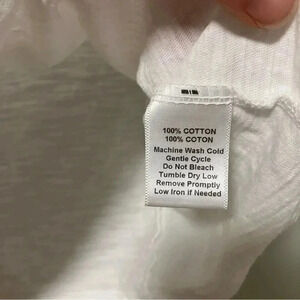 100% COTTON
100% COTON
Machine Wash Cold
Gentle Cycle
Do Not Bleach
Tumble Dry Low
Remove Promptly
Low Iron if Needed